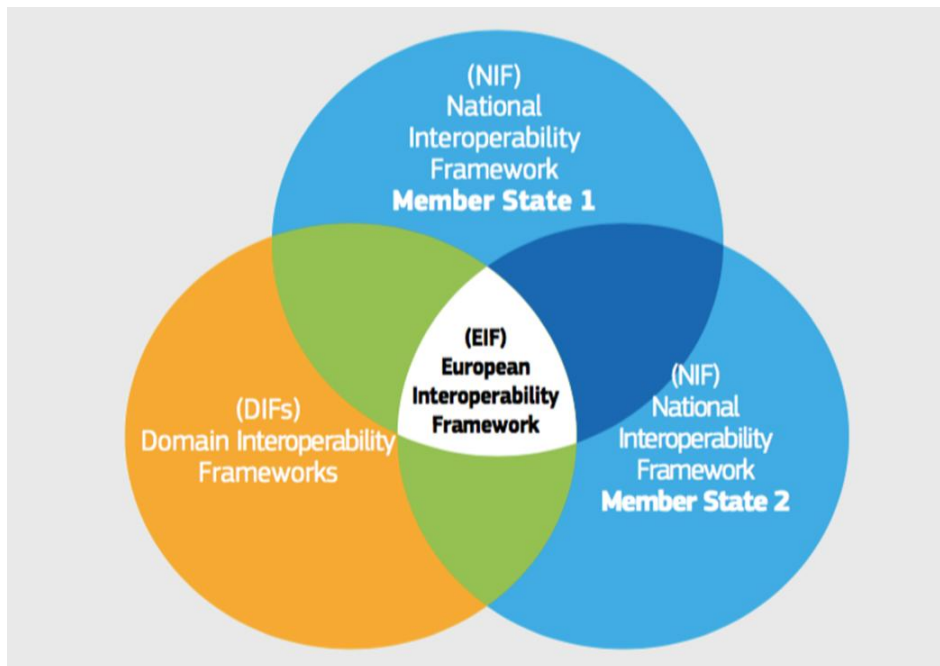 (NIF)
National
Interoperability
Framework
Member State 1
(EIF)
European
Interoperability
Framework
(DIFs)
Domain Interoperability
Frameworks
(NIF)
National
Interoperability
Framework
Member State 2